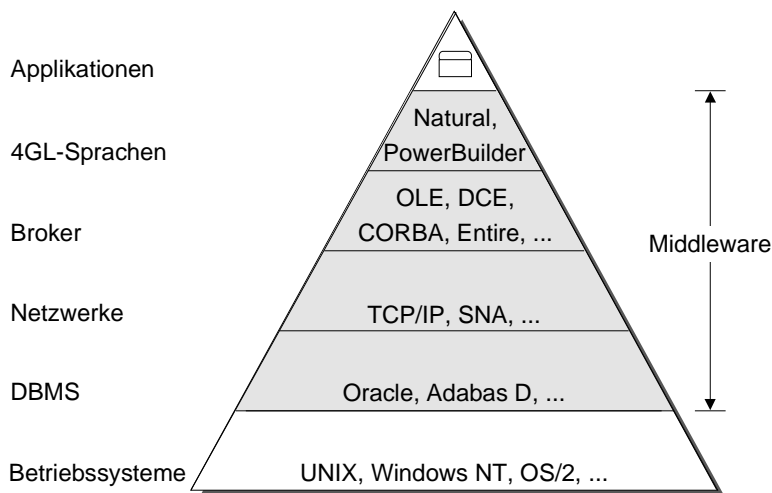 Applikationen
Natural,
4GL-Sprachen
PowerBuilder
OLE, DCE,
Broker
CORBA, Entire, ...
Middleware
Netzwerke
TCP/IP, SNA, ...
DBMS
Oracle, Adabas D, ...
Betriebssysteme
UNIX, Windows NT, OS/2, ...